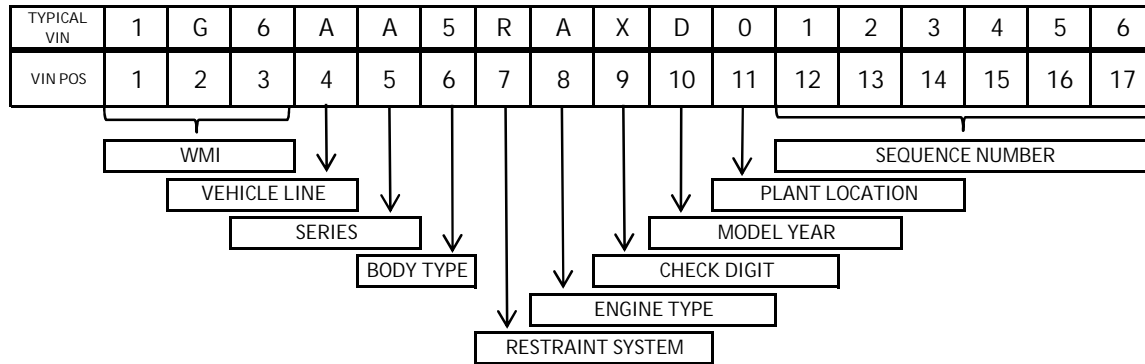 TYPICAL VIN 1 G 6 A A 5 R A X D 0 1 2 3 4 5 6
VIN POS 1 2 3 4 5 6 7 8 9 10 11 12 13 14 15 16 17
WMI SEQUENCE NUMBER
VEHICLE LINE PLANT LOCATION
SERIES MODEL YEAR
BODY TYPE CHECK DIGIT
ENGINE TYPE
RESTRAINT SYSTEM